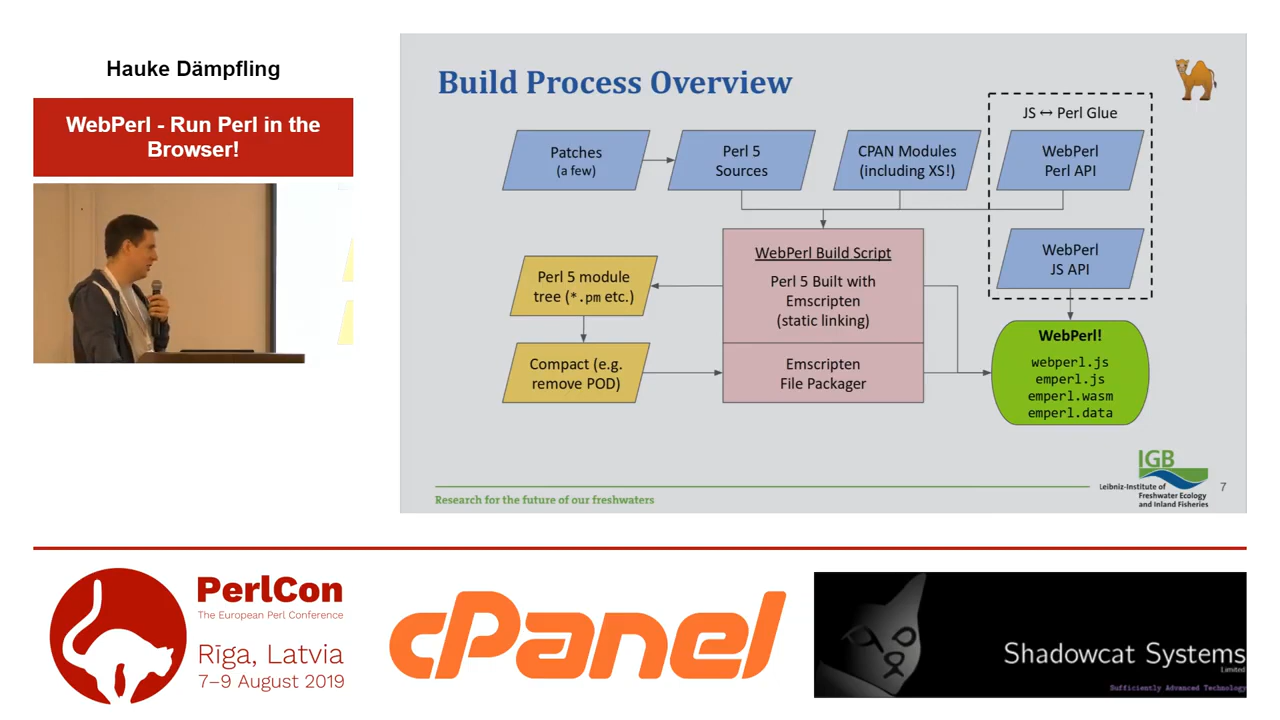 Hauke Dämpfling
WebPerl - Run Perl in the
Browser!
Build Process Overview
JS ↔ Perl Glue
Patches
(a few)
Perl 5
Sources
CPAN Modules
(including XS!)
WebPerl
Perl API
WebPerl
JS API
WebPerl Build Script
Perl 5 Built with
Emscripten
(static linking)
Perl 5 module
tree (*.pm etc.)
Compact (e.g.
remove POD)
Emscripten
File Packager
WebPerl!
webperl.js
emperl.js
emperl.wasm
emperl.data
Research for the future of our freshwaters
IGB
Leibniz-Institute of
Freshwater Ecology
and Inland Fisheries
7
PerlCon
The European Perl Conference
Rīga, Latvia
7–9 August 2019
cPanel
Shadowcat Systems
Limited
Sufficiently Advanced Technology